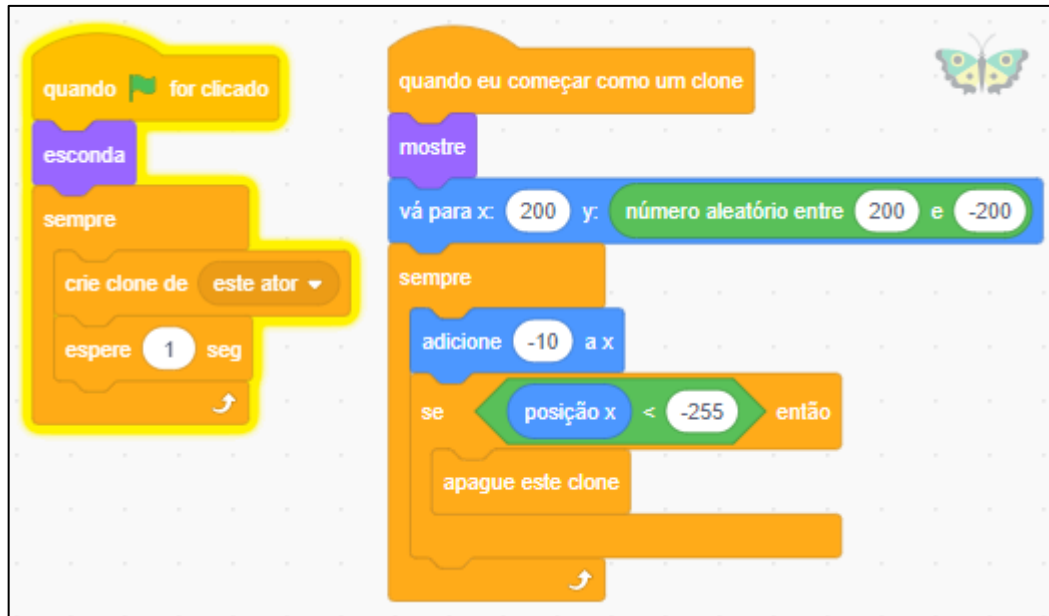 quando for clicado
esconda
sempre
crie clone de este ator
espere 1 seg
quando eu começar como um clone
mostre
vá para x: 200 y: número aleatório entre 200 e -200
sempre
adicione -10 a x
se posição x < -255 então
apague este clone